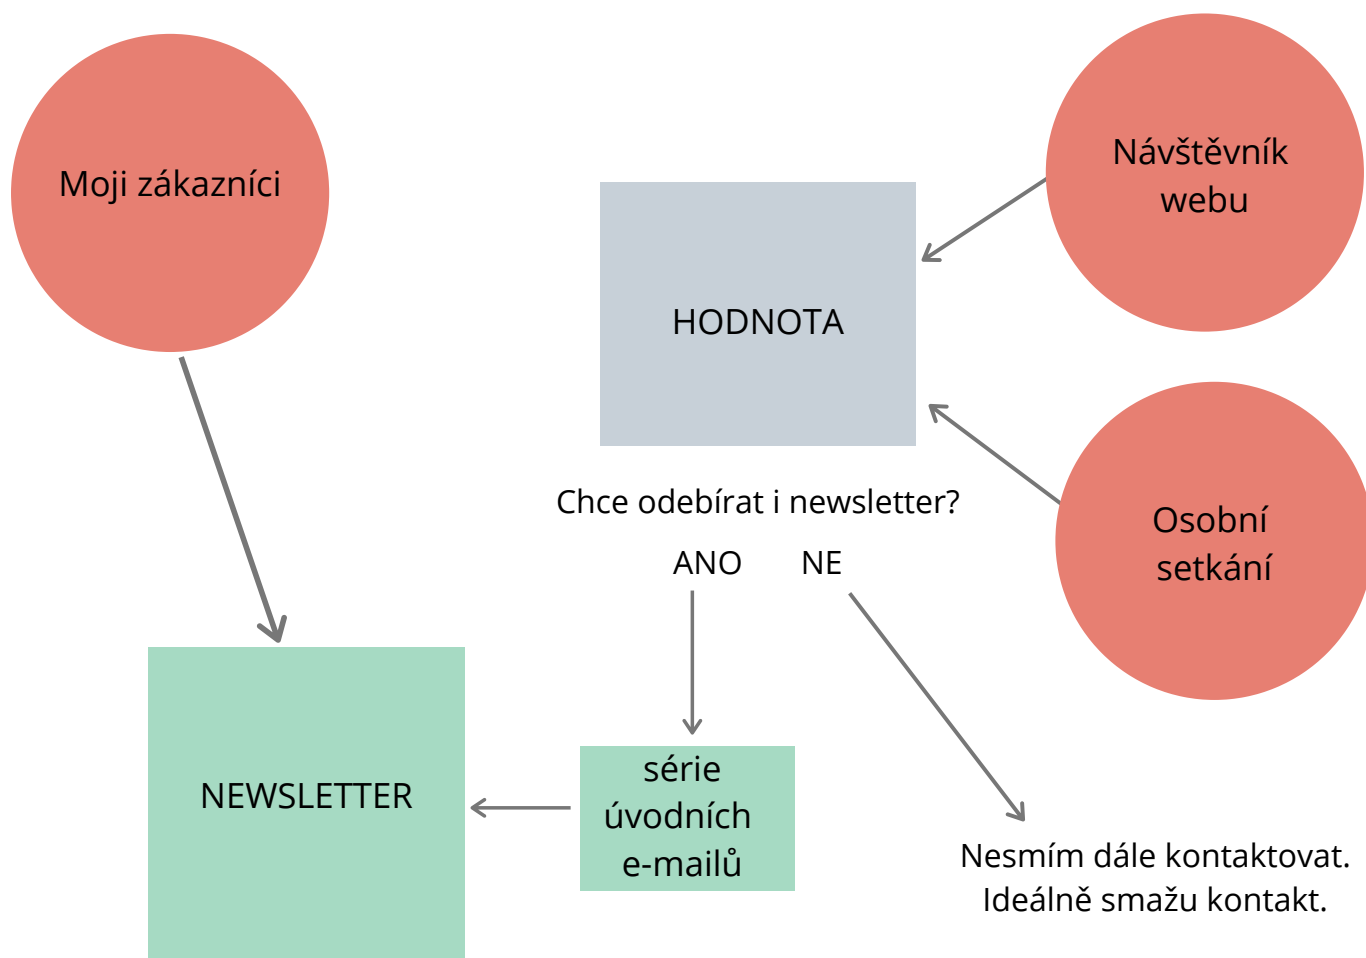 Moji zákazníci
Návštěvník
webu
HODNOTA
Chce odebírat i newsletter?
ANO NE
Osobní
setkání
NEWSLETTER
série
úvodních
e-mailů
Nesmím dále kontaktovat.
Ideálně smažu kontakt.